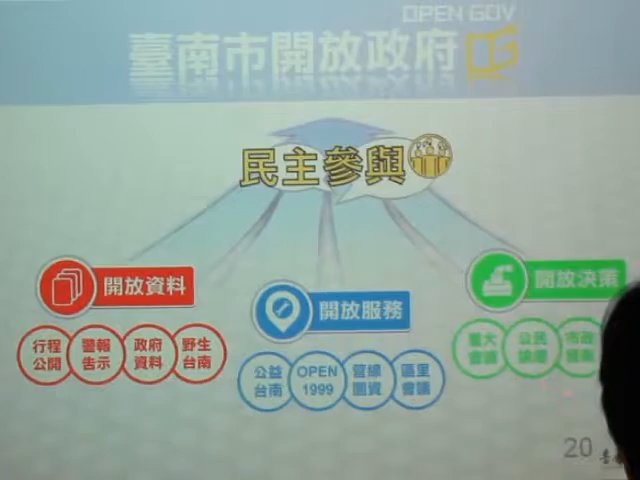 OPEN GOV
臺南市開放政府
民主參與
開放資料
行程
公開
警報
告示
政府
資料
野生
台南
開放服務
公益
台南
OPEN
1999
管線
圖資
區里
會議
開放決策
重大
會議
公民
論壇
市政
20